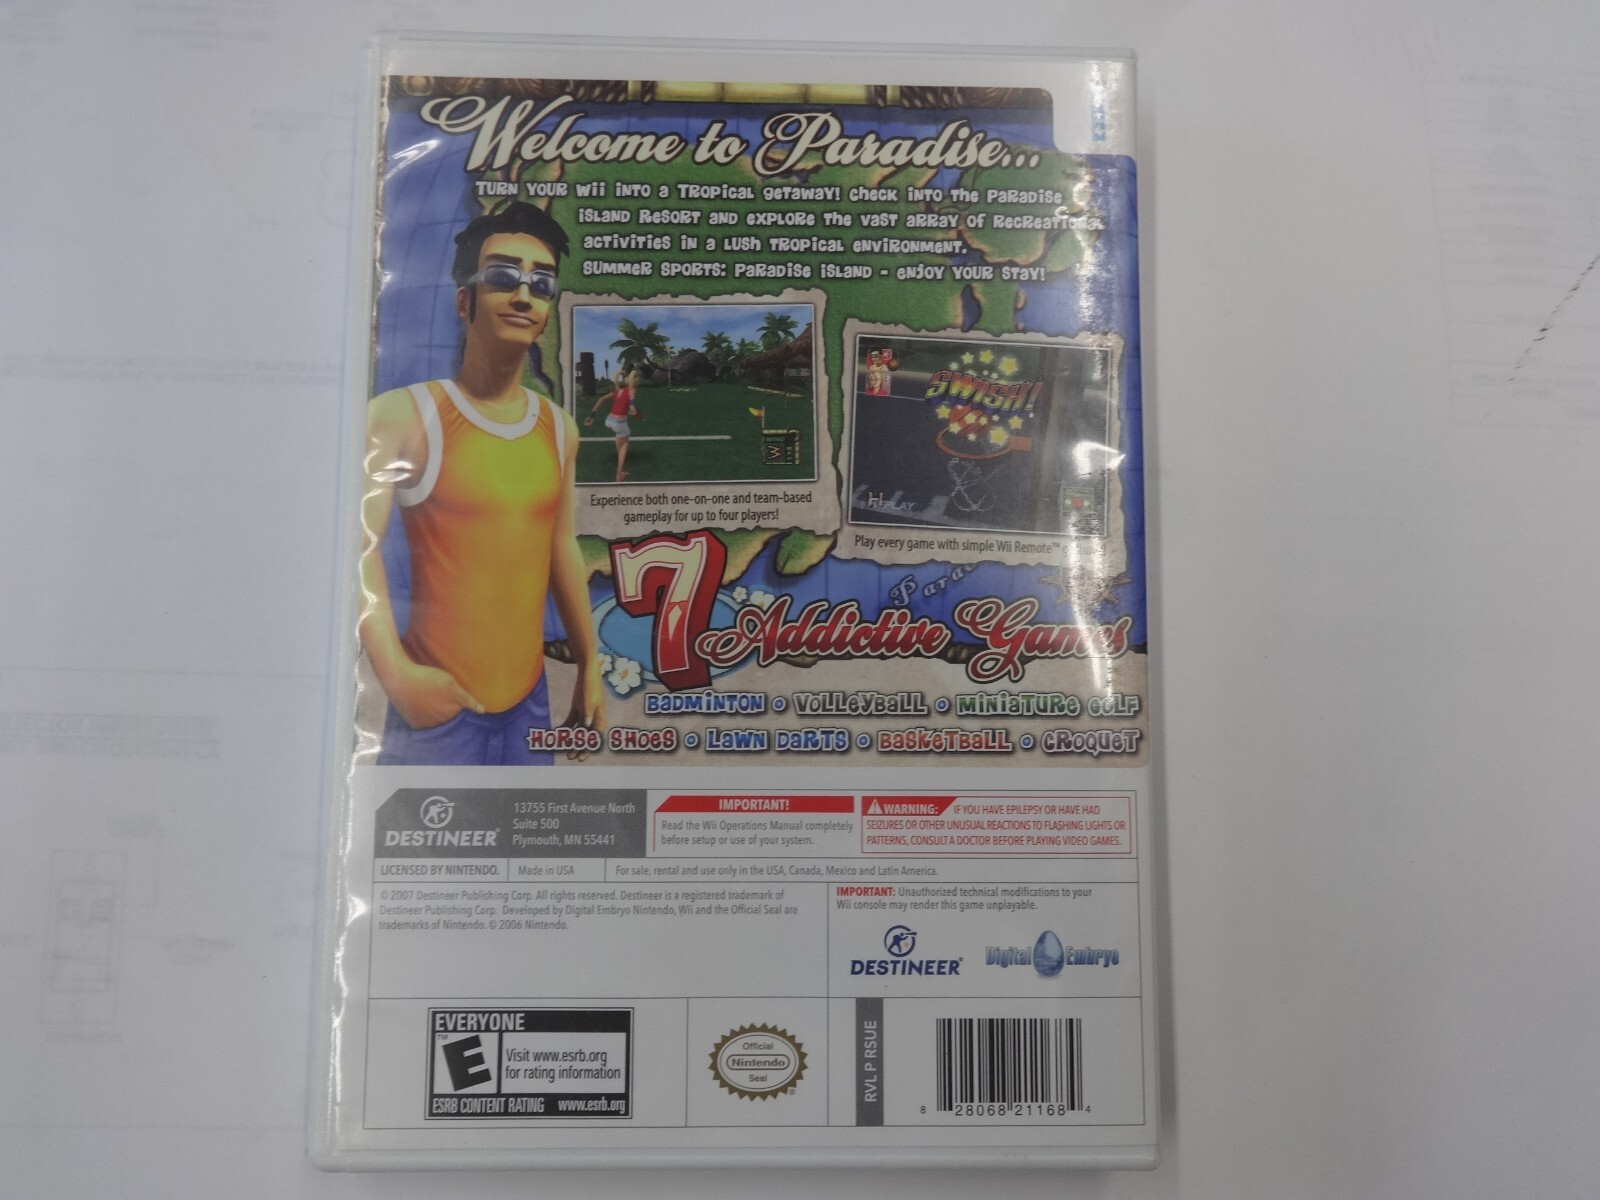 Welcome to Paradise...
TURN YOUR Wii INTO A TROPICAL GETAWAY! CHECK INTO THE PARADISE
ISLAND RESORT AND EXPLORE THE VAST ARRAY OF RECREATIONAL
ACTIVITIES IN A LUSH TROPICAL ENVIRONMENT.
SUMMER SPORTS: PARADISE ISLAND - ENJOY YOUR STAY!
SWISH!
WIND
REPLAY
Experience both one-on-one and team-based
gameplay for up to four players!
Play every game with simple Wii Remote™
7 Addictive Games
BADMINTON • VOLLEYBALL • MINIATURE GOLF
HORSE SHOES • LAWN DARTS • BASKETBALL • CROQUET
DESTINEER®
13755 First Avenue North
Suite 500
Plymouth, MN 55441
IMPORTANT!
Read the Wii Operations Manual completely
before setup or use of your system.
WARNING: IF YOU HAVE EPILEPSY OR HAVE HAD
SEIZURES OR OTHER UNUSUAL REACTIONS TO FLASHING LIGHTS OR
PATTERNS, CONSULT A DOCTOR BEFORE PLAYING VIDEO GAMES.
LICENSED BY NINTENDO. Made in USA For sale, rental and use only in the USA, Canada, Mexico and Latin America.
© 2007 Destineer Publishing Corp. All rights reserved. Destineer is a registered trademark of
Destineer Publishing Corp. Developed by Digital Embryo Nintendo, Wii and the Official Seal are
trademarks of Nintendo. © 2006 Nintendo.
IMPORTANT: Unauthorized technical modifications to your
Wii console may render this game unplayable.
DESTINEER®
Digital Embryo
EVERYONE
E™
Visit www.esrb.org
for rating information
ESRB CONTENT RATING www.esrb.org
Official
Nintendo
Seal
RVL P RSUE
8 28068 21168 4